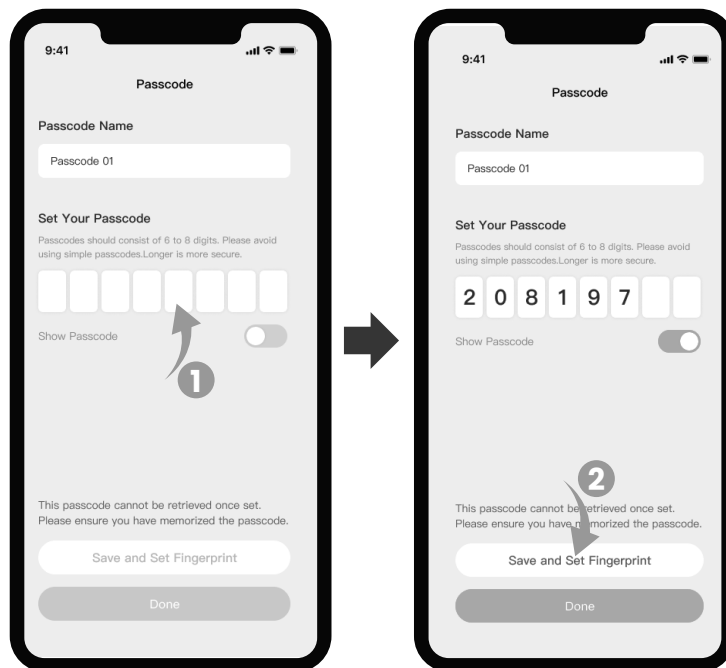 9:41
Passcode
Passcode Name
Passcode 01
Set Your Passcode
Passcodes should consist of 6 to 8 digits. Please avoid
using simple passcodes.Longer is more secure.
Show Passcode
1
This passcode cannot be retrieved once set.
Please ensure you have memorized the passcode.
Save and Set Fingerprint
Done
9:41
Passcode
Passcode Name
Passcode 01
Set Your Passcode
Passcodes should consist of 6 to 8 digits. Please avoid
using simple passcodes.Longer is more secure.
2 0 8 1 9 7
Show Passcode
2
This passcode cannot be retrieved once set.
Please ensure you have memorized the passcode.
Save and Set Fingerprint
Done